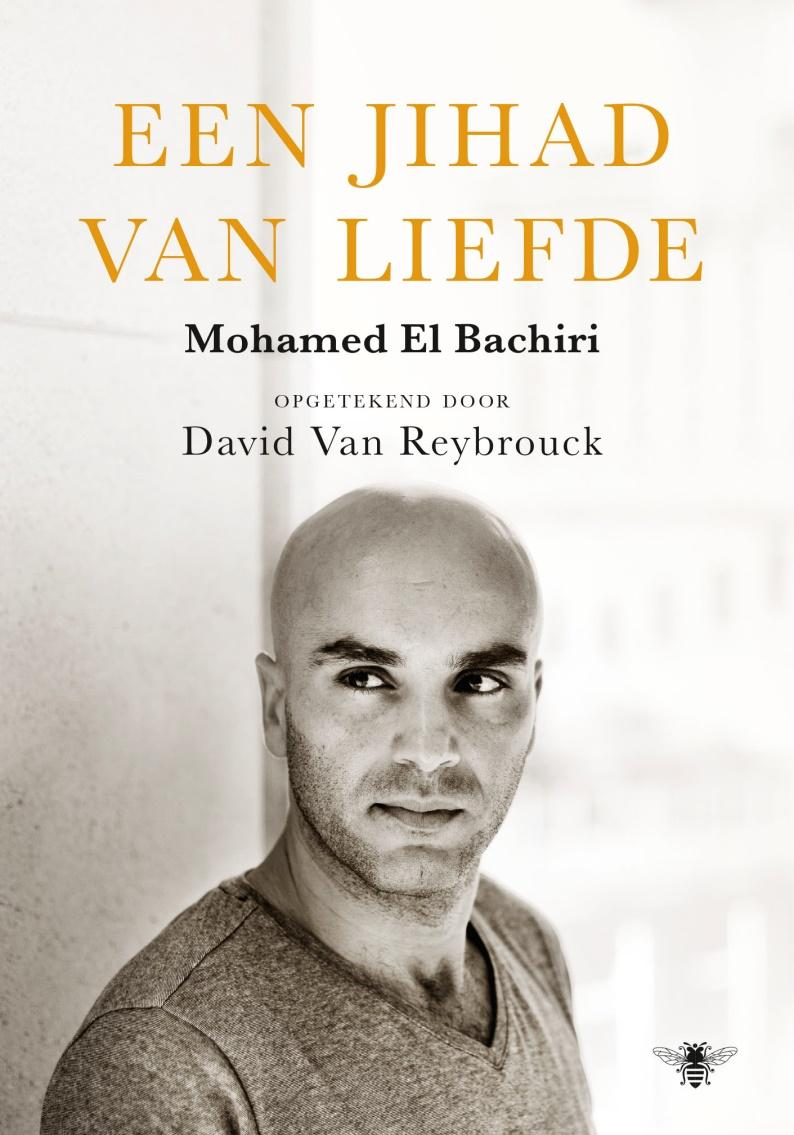 EEN JIHAD
VAN LIEFDE
Mohamed El Bachiri
OPGETEKEND DOOR
David Van Reybrouck